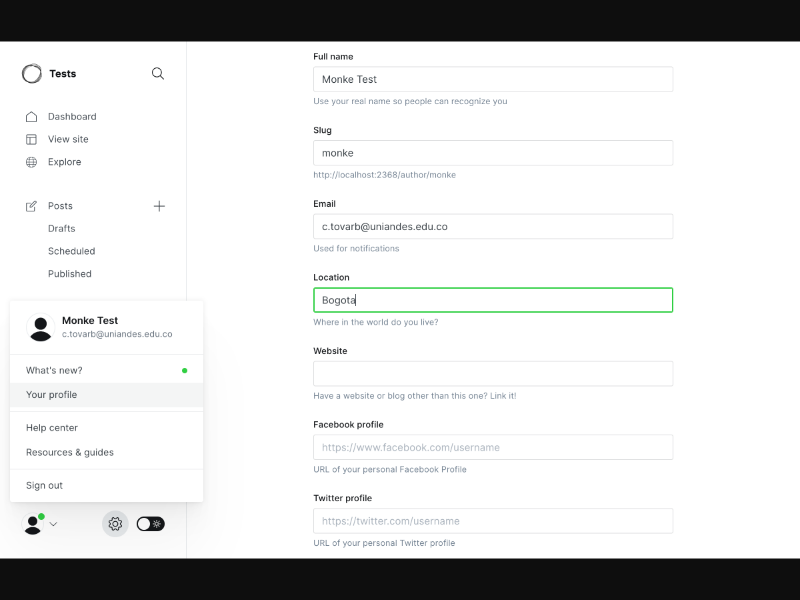 Tests
Dashboard
View site
Explore
Posts
Drafts
Scheduled
Published
Monke Test
c.tovarb@uniandes.edu.co
What's new?
Your profile
Help center
Resources & guides
Sign out
Full name
Monke Test
Use your real name so people can recognize you
Slug
monke
http://localhost:2368/author/monke
Email
c.tovarb@uniandes.edu.co
Used for notifications
Location
Bogota
Where in the world do you live?
Website
Have a website or blog other than this one? Link it!
Facebook profile
https://www.facebook.com/username
URL of your personal Facebook Profile
Twitter profile
https://twitter.com/username
URL of your personal Twitter profile